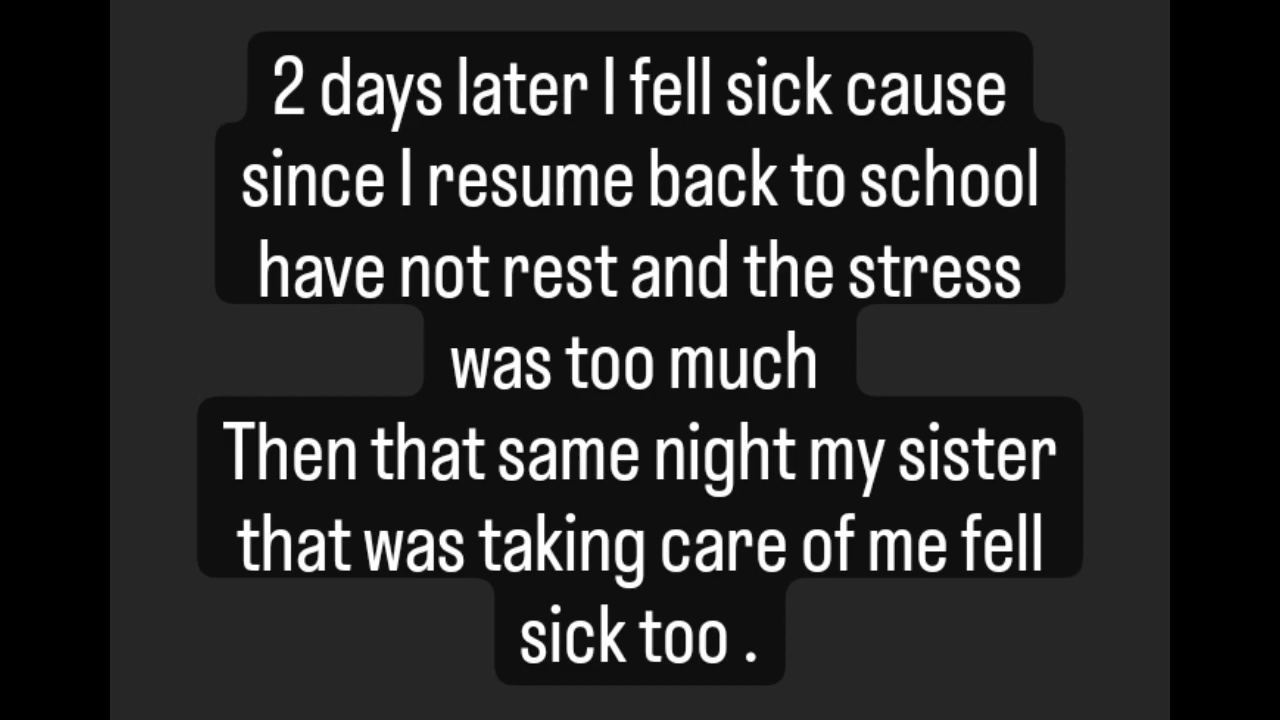 2 days later I fell sick cause
since I resume back to school
have not rest and the stress
was too much
Then that same night my sister
that was taking care of me fell
sick too .